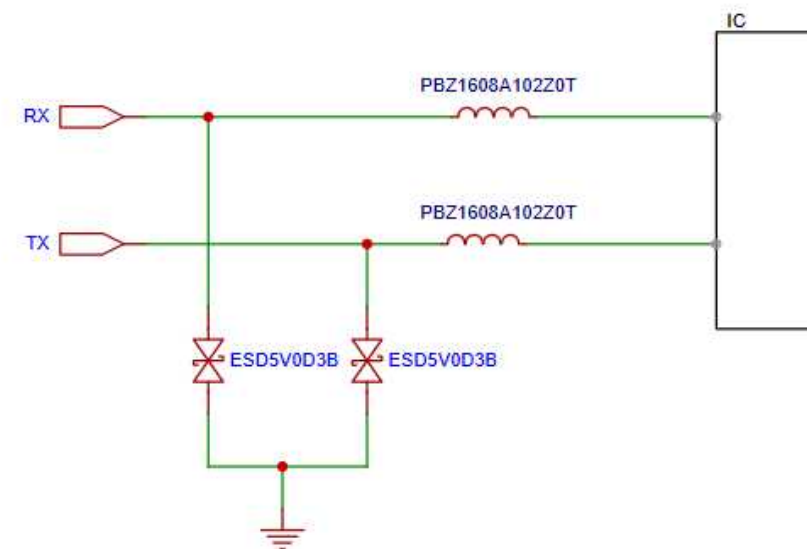 IC
PBZ1608A102Z0T
RX
PBZ1608A102Z0T
TX
ESD5V0D3B ESD5V0D3B